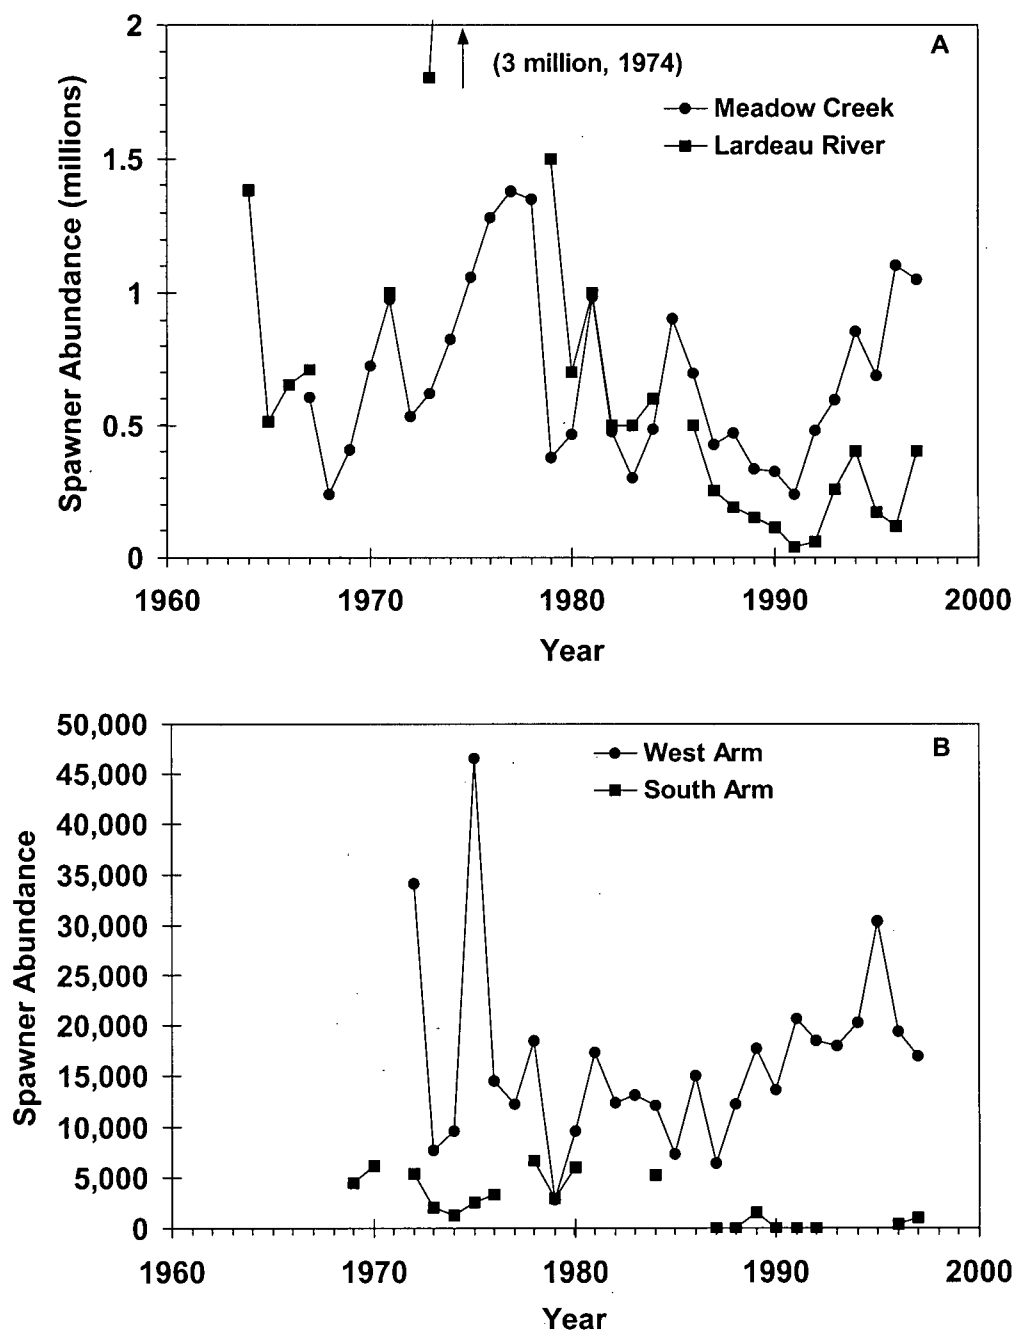 2
A
(3 million, 1974)
Meadow Creek
Lardeau River
1.5
1
0.5
0
Spawner Abundance (millions)
1960 1970 1980 1990 2000
Year
50,000
B
West Arm
South Arm
45,000
40,000
35,000
30,000
25,000
20,000
15,000
10,000
5,000
0
Spawner Abundance
1960 1970 1980 1990 2000
Year